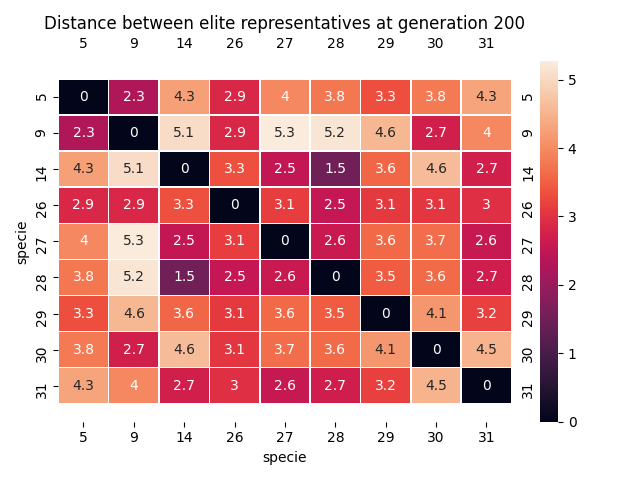 Distance between elite representatives at generation 200
5 9 14 26 27 28 29 30 31
5 0 2.3 4.3 2.9 4 3.8 3.3 3.8 4.3 5
9 2.3 0 5.1 2.9 5.3 5.2 4.6 2.7 4 9
14 4.3 5.1 0 3.3 2.5 1.5 3.6 4.6 2.7 14
26 2.9 2.9 3.3 0 3.1 2.5 3.1 3.1 3 26
27 4 5.3 2.5 3.1 0 2.6 3.6 3.7 2.6 27
28 3.8 5.2 1.5 2.5 2.6 0 3.5 3.6 2.7 28
29 3.3 4.6 3.6 3.1 3.6 3.5 0 4.1 3.2 29
30 3.8 2.7 4.6 3.1 3.7 3.6 4.1 0 4.5 30
31 4.3 4 2.7 3 2.6 2.7 3.2 4.5 0 31
5 9 14 26 27 28 29 30 31
specie
specie
5
4
3
2
1
0